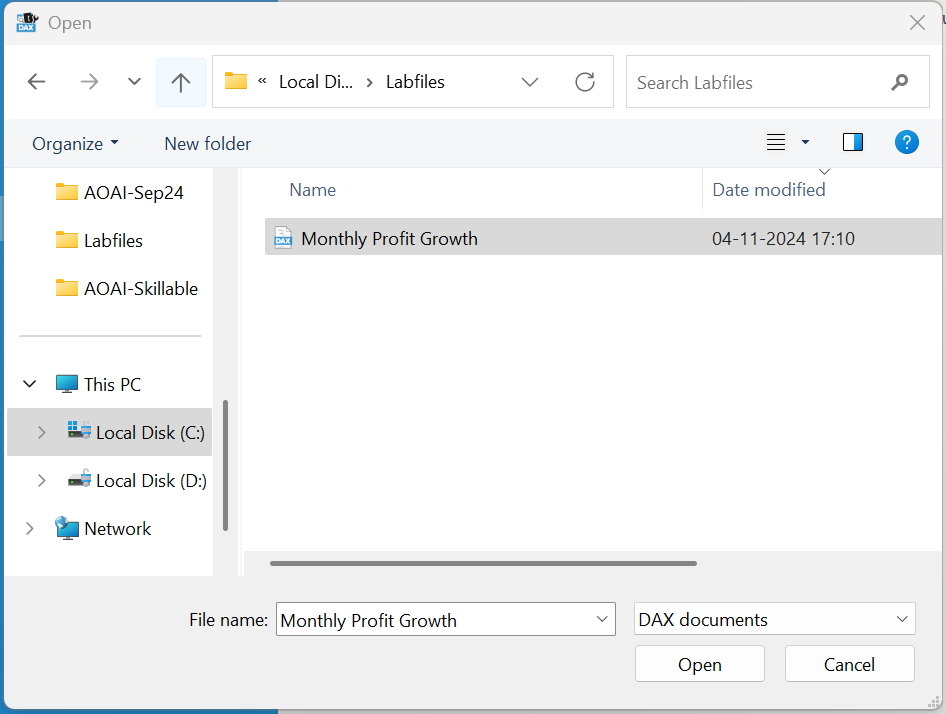 Open
« Local Di... > Labfiles
Search Labfiles
Organize
New folder
?
Name
Date modified
AOAI-Sep24
Labfiles
AOAI-Skillable
DAX
Monthly Profit Growth
04-11-2024 17:10
This PC
Local Disk (C:)
Local Disk (D:)
Network
File name:
Monthly Profit Growth
DAX documents
Open
Cancel